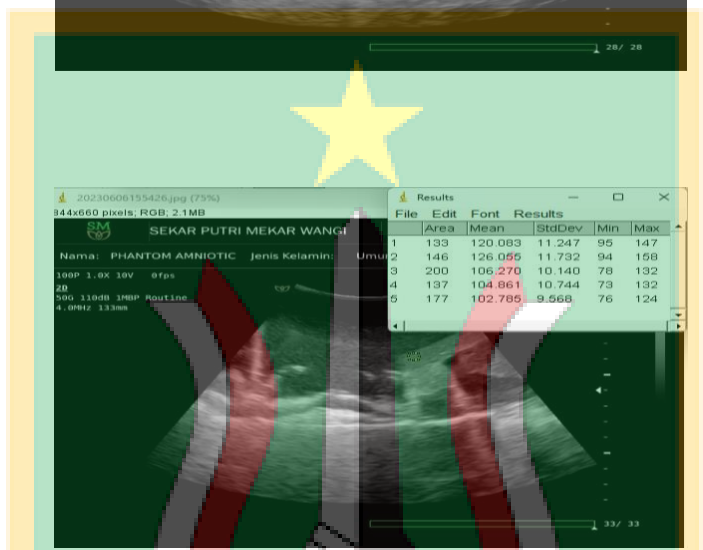 28/ 28
20230606155426.jpg (75%)
844x660 pixels; RGB; 2.1MB
Results
File Edit Font Results
Area Mean StdDev Min Max
1 133 120.083 11.247 95 147
2 146 126.055 11.732 94 158
3 200 106.270 10.140 78 132
4 137 104.861 10.744 73 132
5 177 102.785 9.568 76 124
SM
SEKAR PUTRI MEKAR WANGI
Nama: PHANTOM AMNIOTIC Jenis Kelamin: Umur
100P 1.0X 10V 0fps
2D
50G 110dB 1MBP Routine
4.0MHz 133mm
33/ 33